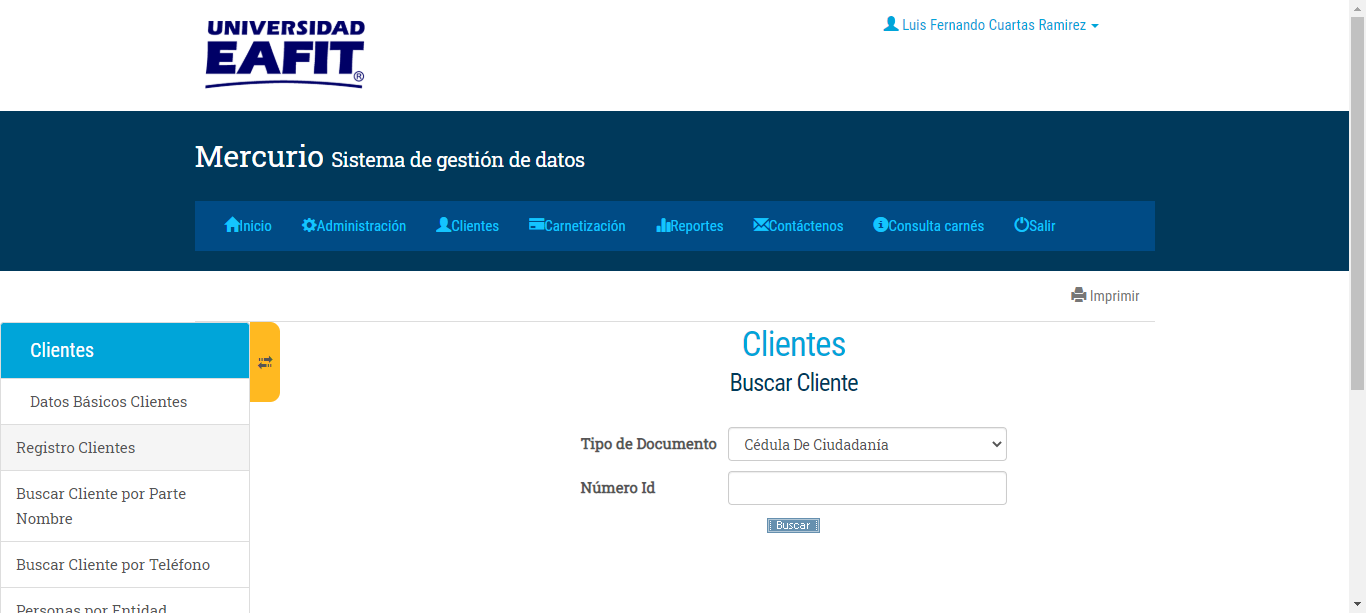 UNIVERSIDAD
EAFIT®
Luis Fernando Cuartas Ramirez
Mercurio Sistema de gestión de datos
Inicio Administración Clientes Carnetización Reportes Contáctenos Consulta carnés Salir
Imprimir
Clientes
Datos Básicos Clientes
Registro Clientes
Buscar Cliente por Parte
Nombre
Buscar Cliente por Teléfono
Personas por Entidad
Clientes
Buscar Cliente
Tipo de Documento Cédula De Ciudadanía
Número Id
Buscar